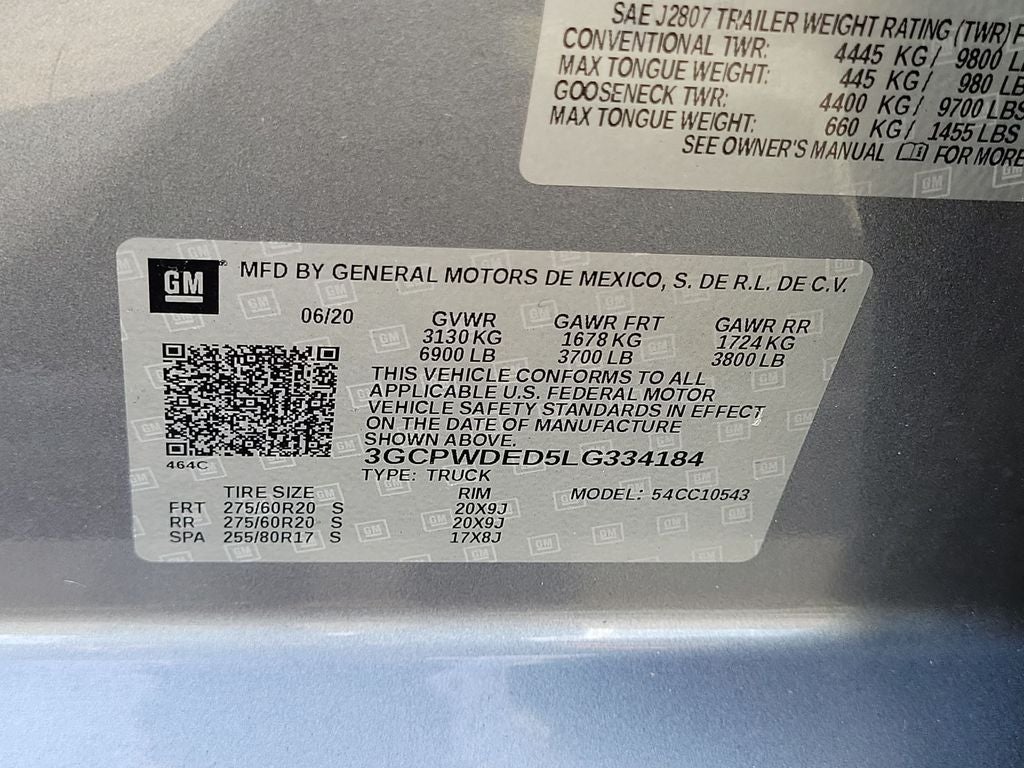 SAE J2807 TRAILER WEIGHT RATING (TWR)
CONVENTIONAL TWR: 4445 KG/ 9800
MAX TONGUE WEIGHT: 445 KG/ 980 LB
GOOSENECK TWR: 4400 KG/ 9700 LBS
MAX TONGUE WEIGHT: 660 KG/ 1455 LBS
SEE OWNER'S MANUAL FOR MORE
GM MFD BY GENERAL MOTORS DE MEXICO, S. DE R.L. DE C.V.
06/20 GVWR GAWR FRT GAWR RR
3130 KG 1678 KG 1724 KG
6900 LB 3700 LB 3800 LB
THIS VEHICLE CONFORMS TO ALL
APPLICABLE U.S. FEDERAL MOTOR
VEHICLE SAFETY STANDARDS IN EFFECT
ON THE DATE OF MANUFACTURE
SHOWN ABOVE.
464C
3GCPWDED5LG334184
TYPE: TRUCK
TIRE SIZE RIM MODEL: 54CC10543
FRT 275/60R20 S 20X9J
RR 275/60R20 S 20X9J
SPA 255/80R17 S 17X8J